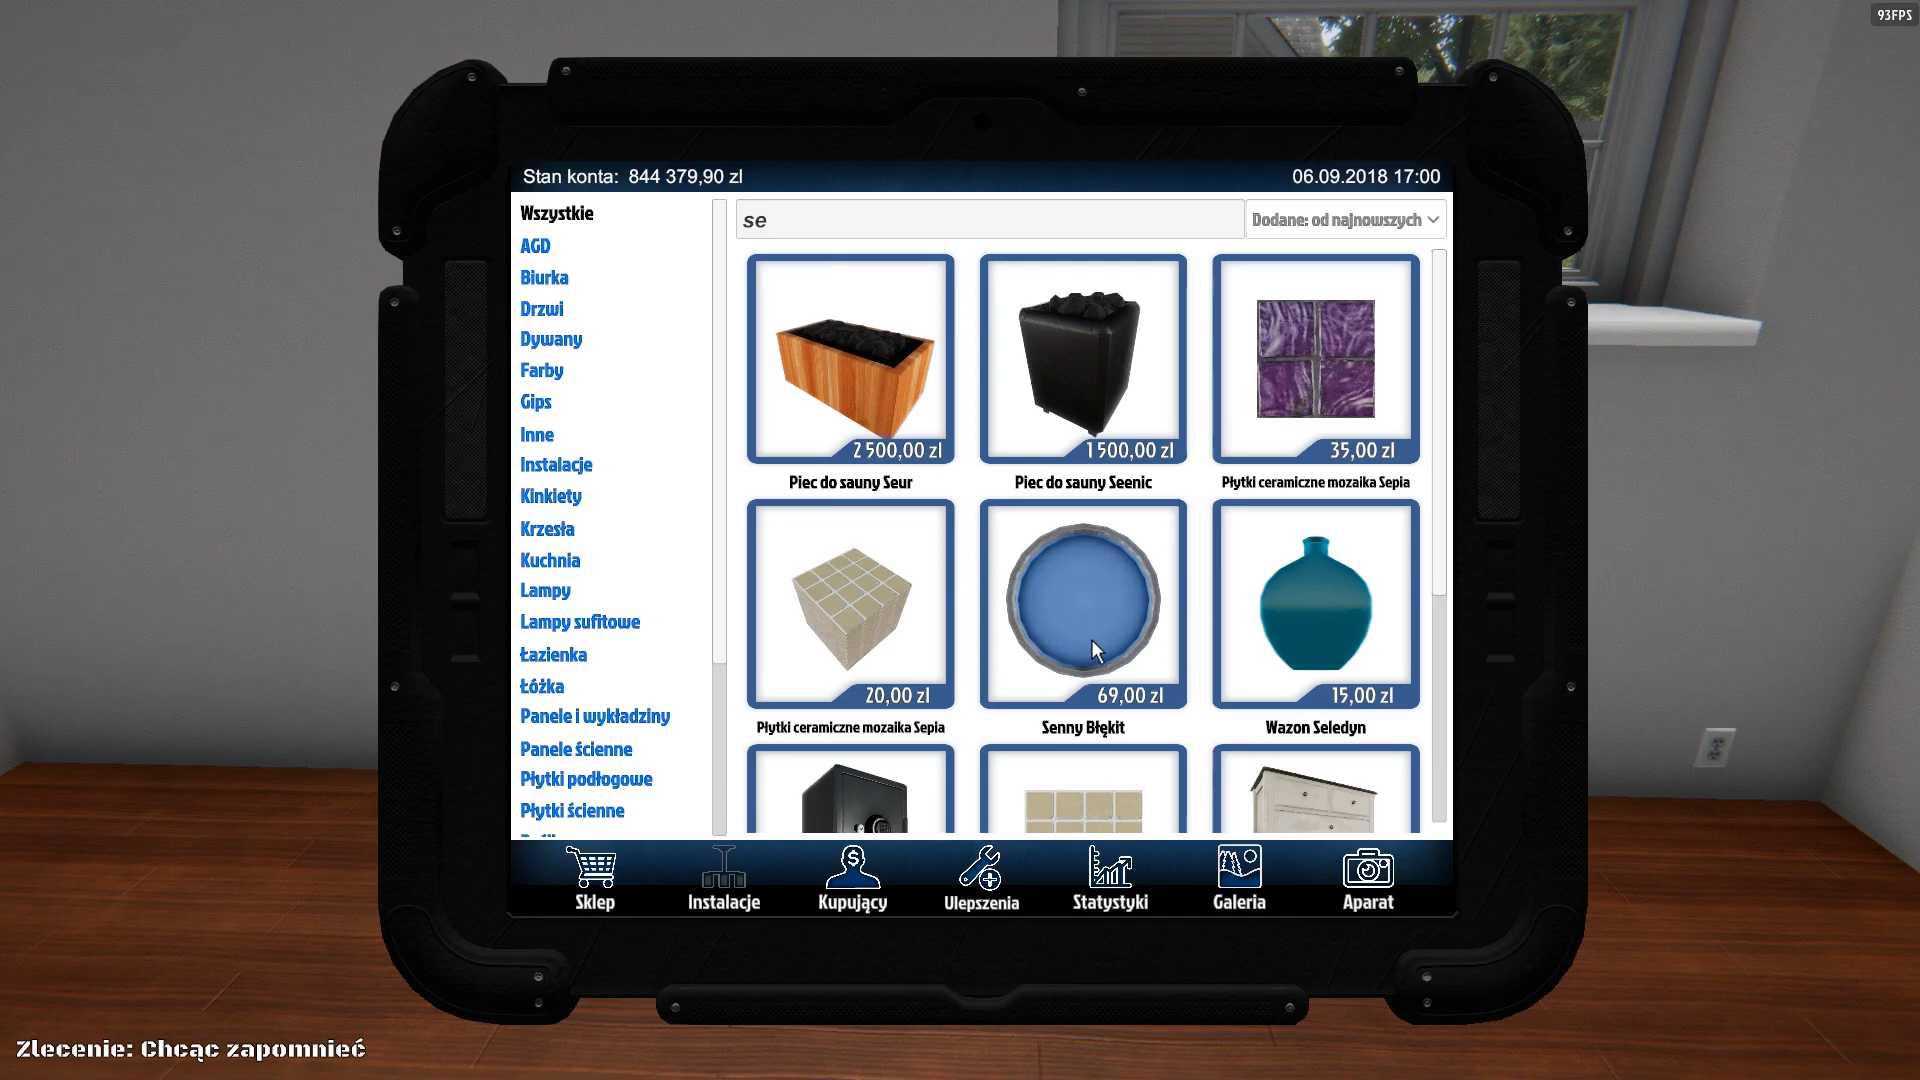 93FPS
Stan konta: 844 379,90 zl
06.09.2018 17:00
Wszystkie
AGD
Biurka
Drzwi
Dywany
Farby
Gips
Inne
Instalacje
Kinkiety
Krzesła
Kuchnia
Lampy
Lampy sufitowe
Łazienka
Łóżka
Panele i wykładziny
Panele ścienne
Płytki podłogowe
Płytki ścienne
se
Dodane: od najnowszych
2 500,00 zl
1 500,00 zl
35,00 zl
Piec do sauny Seur
Piec do sauny Seenic
Płytki ceramiczne mozaika Sepia
20,00 zl
69,00 zl
15,00 zl
Płytki ceramiczne mozaika Sepia
Senny Błękit
Wazon Seledyn
Sklep
Instalacje
Kupujący
Ulepszenia
Statystyki
Galeria
Aparat
Zlecenie: Chcąc zapomnieć